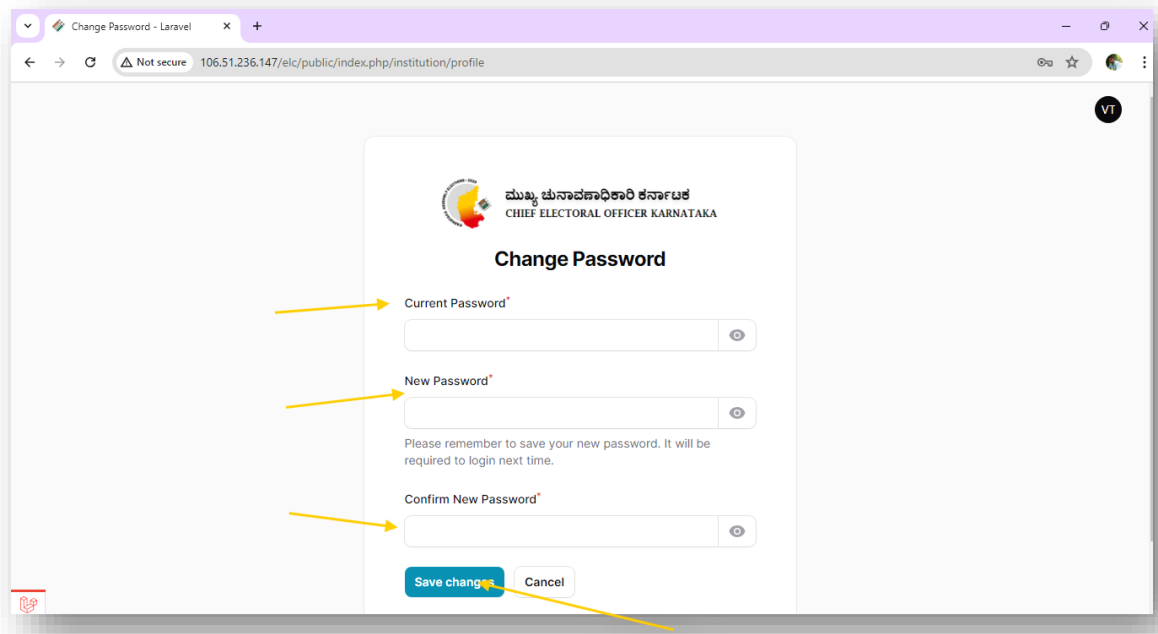 Change Password - Laravel
Not secure 106.51.236.147/elc/public/index.php/institution/profile
VT
ಮುಖ್ಯ ಚುನಾವಣಾಧಿಕಾರಿ ಕರ್ನಾಟಕ
CHIEF ELECTORAL OFFICER KARNATAKA
Change Password
Current Password*
New Password*
Please remember to save your new password. It will be
required to login next time.
Confirm New Password*
Save changes Cancel